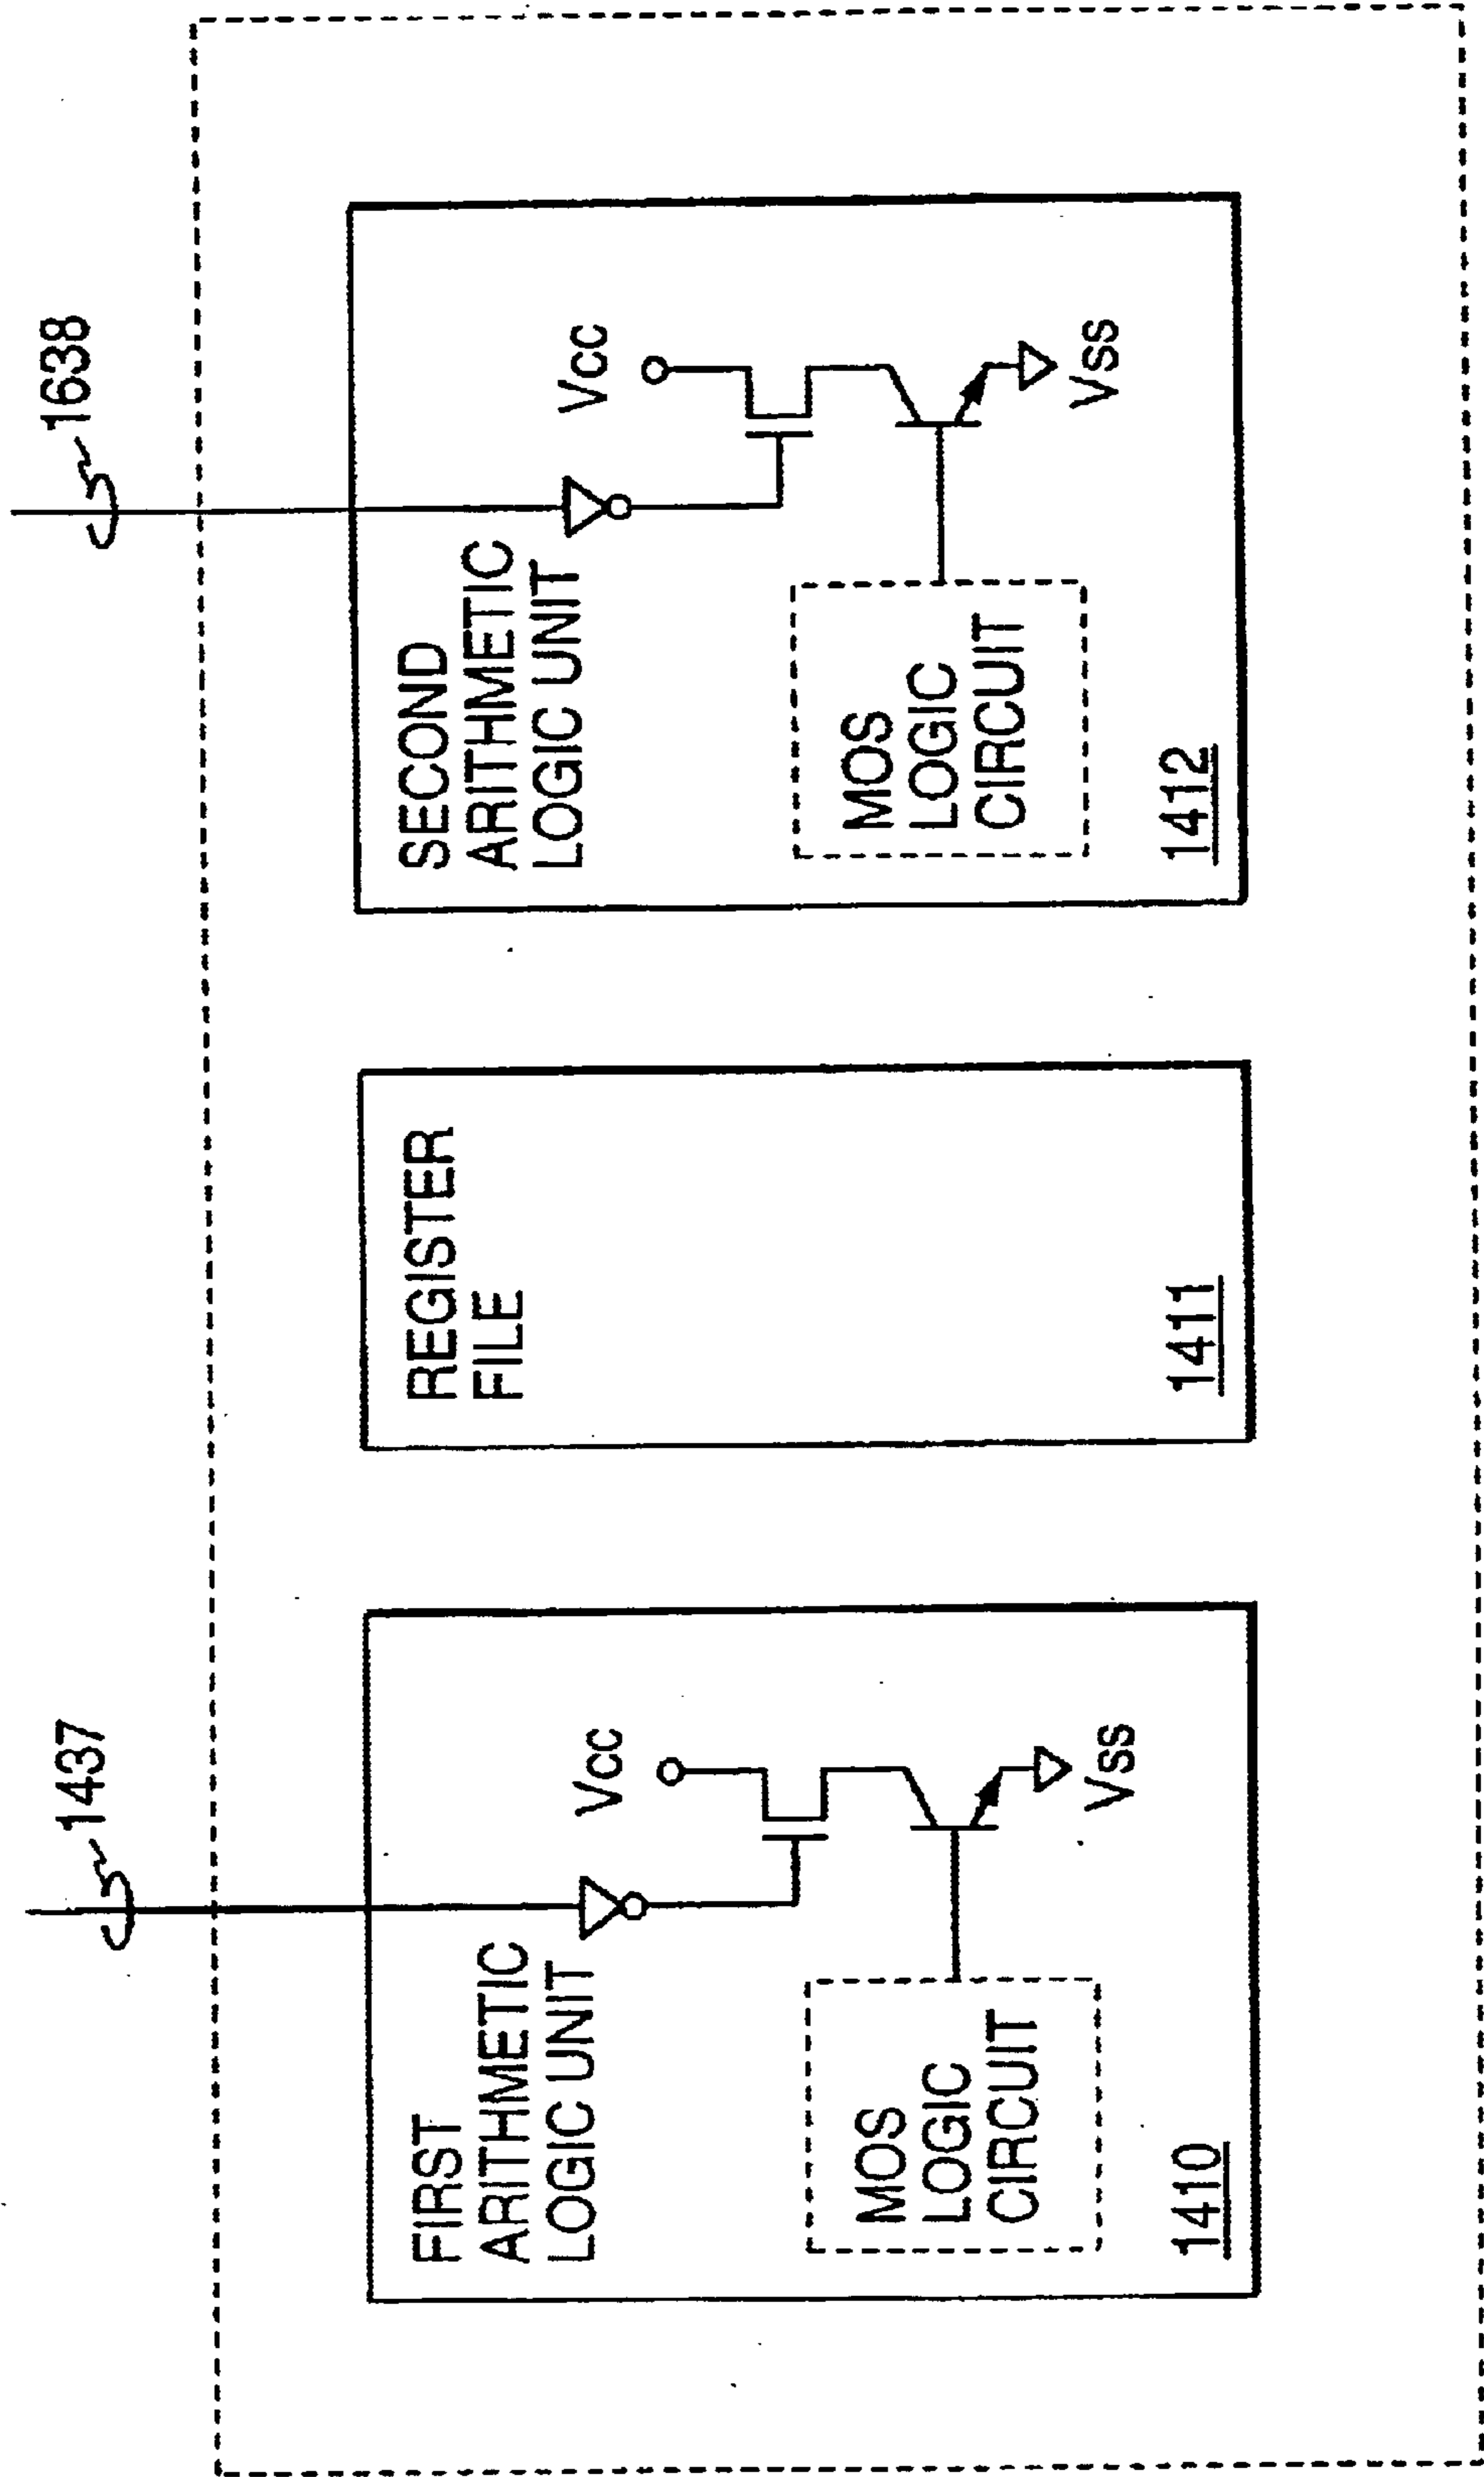 1437
1638
FIRST
ARITHMETIC
LOGIC UNIT
Vcc
MOS
LOGIC
CIRCUIT
Vss
1410
REGISTER
FILE
1411
SECOND
ARITHMETIC
LOGIC UNIT
Vcc
MOS
LOGIC
CIRCUIT
Vss
1412